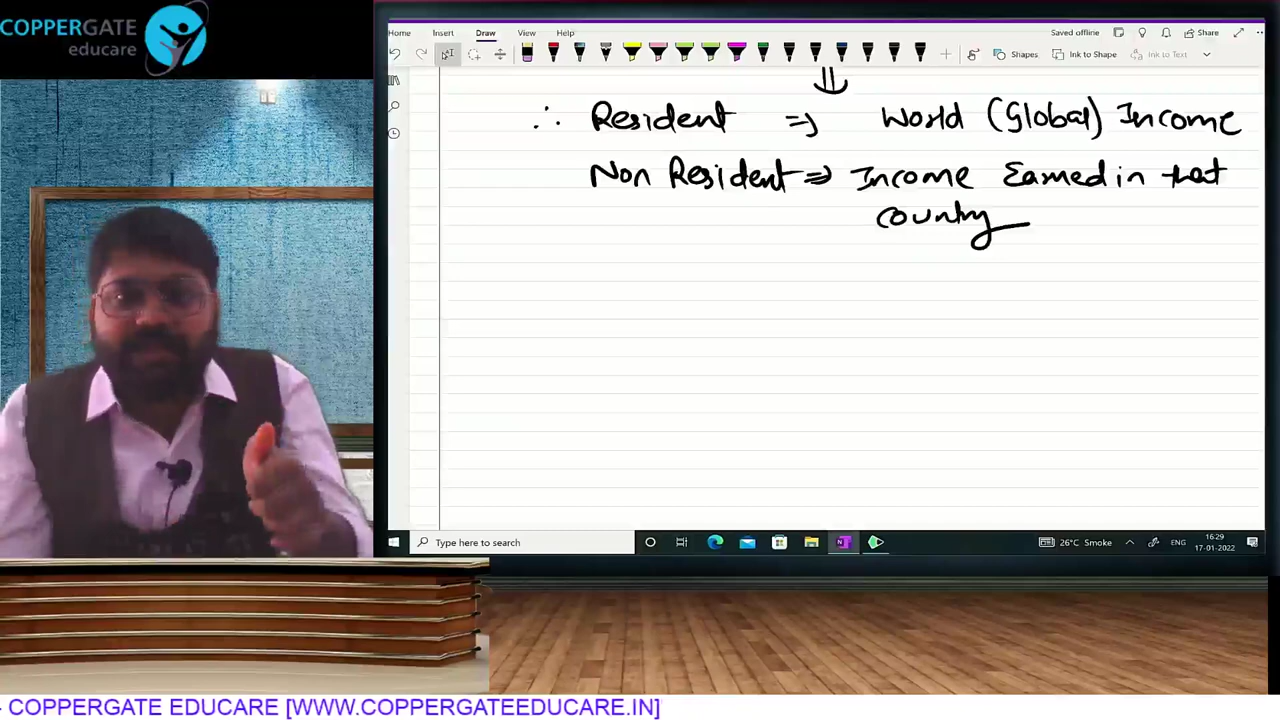 COPPERGATE
educare
Home Insert Draw View Help
Saved offline
Share
Shapes
Ink to Shape
Ink to Text
∴ Resident ⇒ World (Global) Income
Non Resident ⇒ Income Earned in that
country
Type here to search
26°C Smoke
ENG
16:29
17-01-2022
- COPPERGATE EDUCARE [WWW.COPPERGATEEDUCARE.IN]